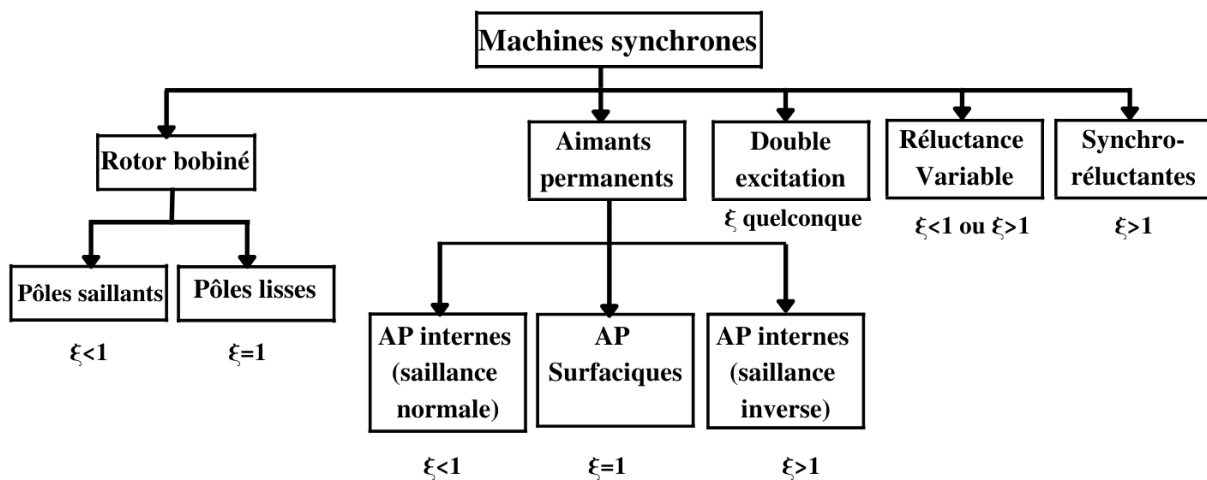 Machines synchrones
Rotor bobiné
Aimants
permanents
Double
excitation
ξ quelconque
Réluctance
Variable
ξ<1 ou ξ>1
Synchro-
réluctantes
ξ>1
Pôles saillants
ξ<1
Pôles lisses
ξ=1
AP internes
(saillance
normale)
ξ<1
AP
Surfaciques
ξ=1
AP internes
(saillance
inverse)
ξ>1